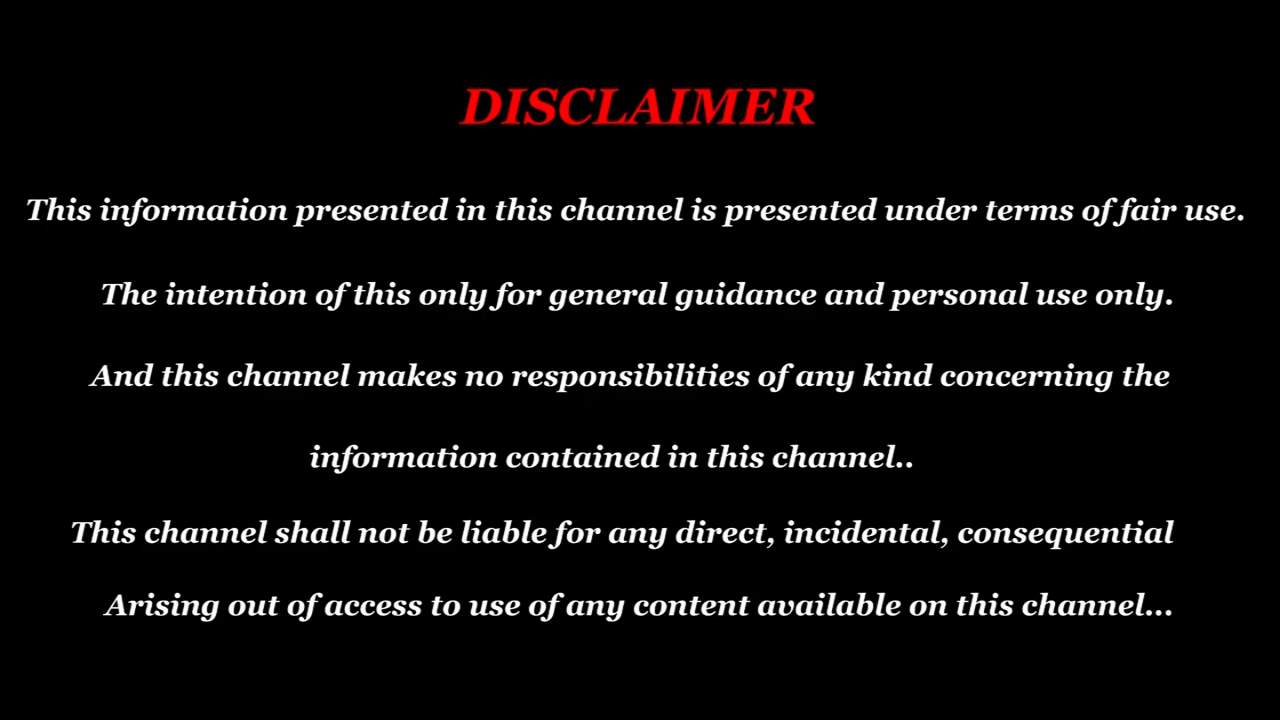 DISCLAIMER
This information presented in this channel is presented under terms of fair use.
The intention of this only for general guidance and personal use only.
And this channel makes no responsibilities of any kind concerning the
information contained in this channel..
This channel shall not be liable for any direct, incidental, consequential
Arising out of access to use of any content available on this channel...